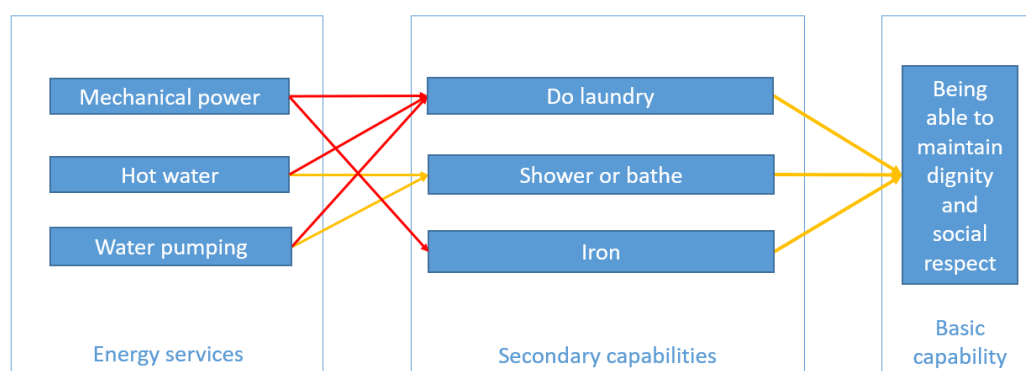 Mechanical power
Hot water
Water pumping
Energy services
Do laundry
Shower or bathe
Iron
Secondary capabilities
Being
able to
maintain
dignity
and
social
respect
Basic
capability